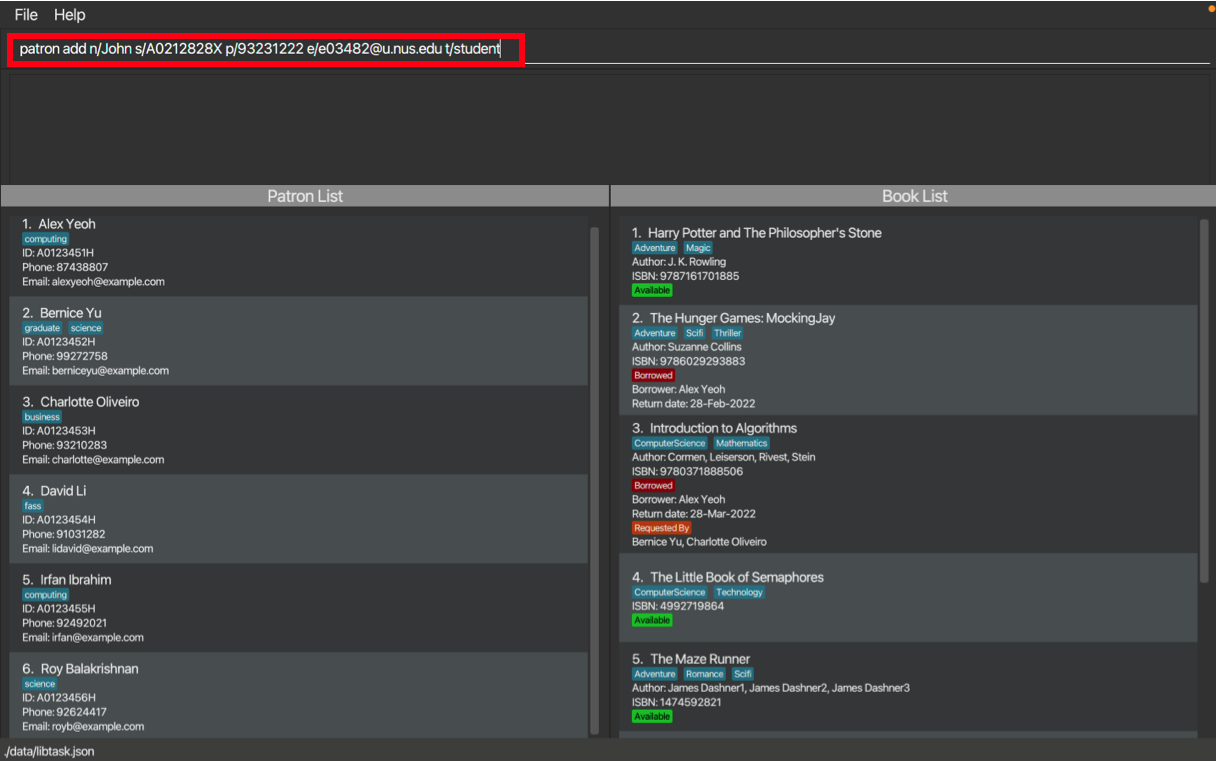 File Help
patron add n/John s/A0212828X p/93231222 e/e03482@u.nus.edu t/student
Patron List
1. Alex Yeoh
computing
ID: A0123451H
Phone: 87438807
Email: alexyeoh@example.com
2. Bernice Yu
graduate science
ID: A0123452H
Phone: 99272758
Email: berniceyu@example.com
3. Charlotte Oliveiro
business
ID: A0123453H
Phone: 93210283
Email: charlotte@example.com
4. David Li
fass
ID: A0123454H
Phone: 91031282
Email: lidavid@example.com
5. Irfan Ibrahim
computing
ID: A0123455H
Phone: 92492021
Email: irfan@example.com
6. Roy Balakrishnan
science
ID: A0123456H
Phone: 92624417
Email: royb@example.com
Book List
1. Harry Potter and The Philosopher's Stone
Adventure Magic
Author: J. K. Rowling
ISBN: 9787161701885
Available
2. The Hunger Games: MockingJay
Adventure Scifi Thriller
Author: Suzanne Collins
ISBN: 9786029293883
Borrowed
Borrower: Alex Yeoh
Return date: 28-Feb-2022
3. Introduction to Algorithms
ComputerScience Mathematics
Author: Cormen, Leiserson, Rivest, Stein
ISBN: 9780371888506
Borrowed
Borrower: Alex Yeoh
Return date: 28-Mar-2022
Requested By
Bernice Yu, Charlotte Oliveiro
4. The Little Book of Semaphores
ComputerScience Technology
ISBN: 4992719864
Available
5. The Maze Runner
Adventure Romance Scifi
Author: James Dashner1, James Dashner2, James Dashner3
ISBN: 1474592821
Available
./data/libtask.json